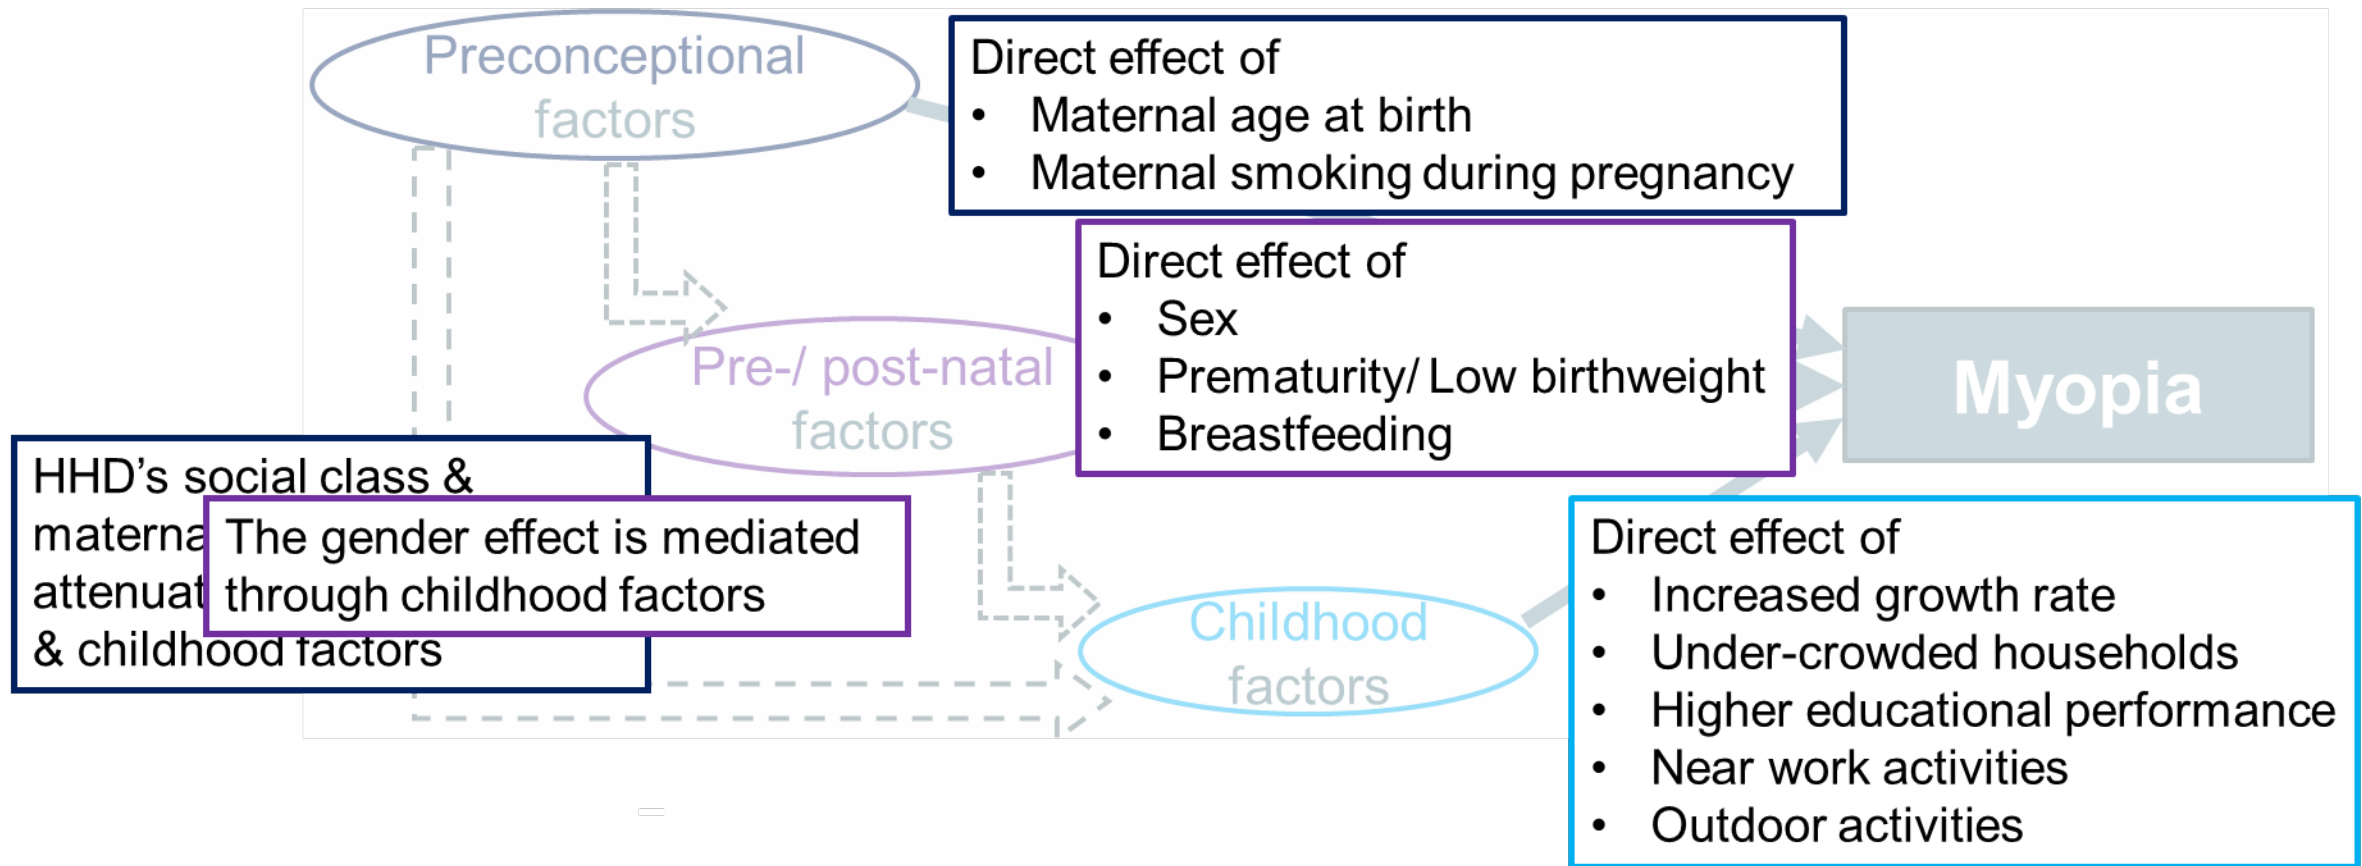 Preconceptional
factors
Direct effect of
• Maternal age at birth
• Maternal smoking during pregnancy
Direct effect of
• Sex
• Prematurity/ Low birthweight
• Breastfeeding
Pre-/ post-natal
factors
Myopia
HHD’s social class &
The gender effect is mediated
through childhood factors
& childhood factors
Childhood
factors
Direct effect of
• Increased growth rate
• Under-crowded households
• Higher educational performance
• Near work activities
• Outdoor activities